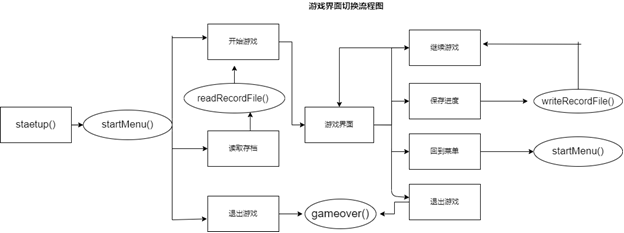 游戏界面切换流程图
开始游戏
继续游戏
readRecordFile()
保存进度
writeRecordFile()
staetup()
startMenu()
游戏界面
读取存档
回到菜单
startMenu()
退出游戏
gameover()
退出游戏